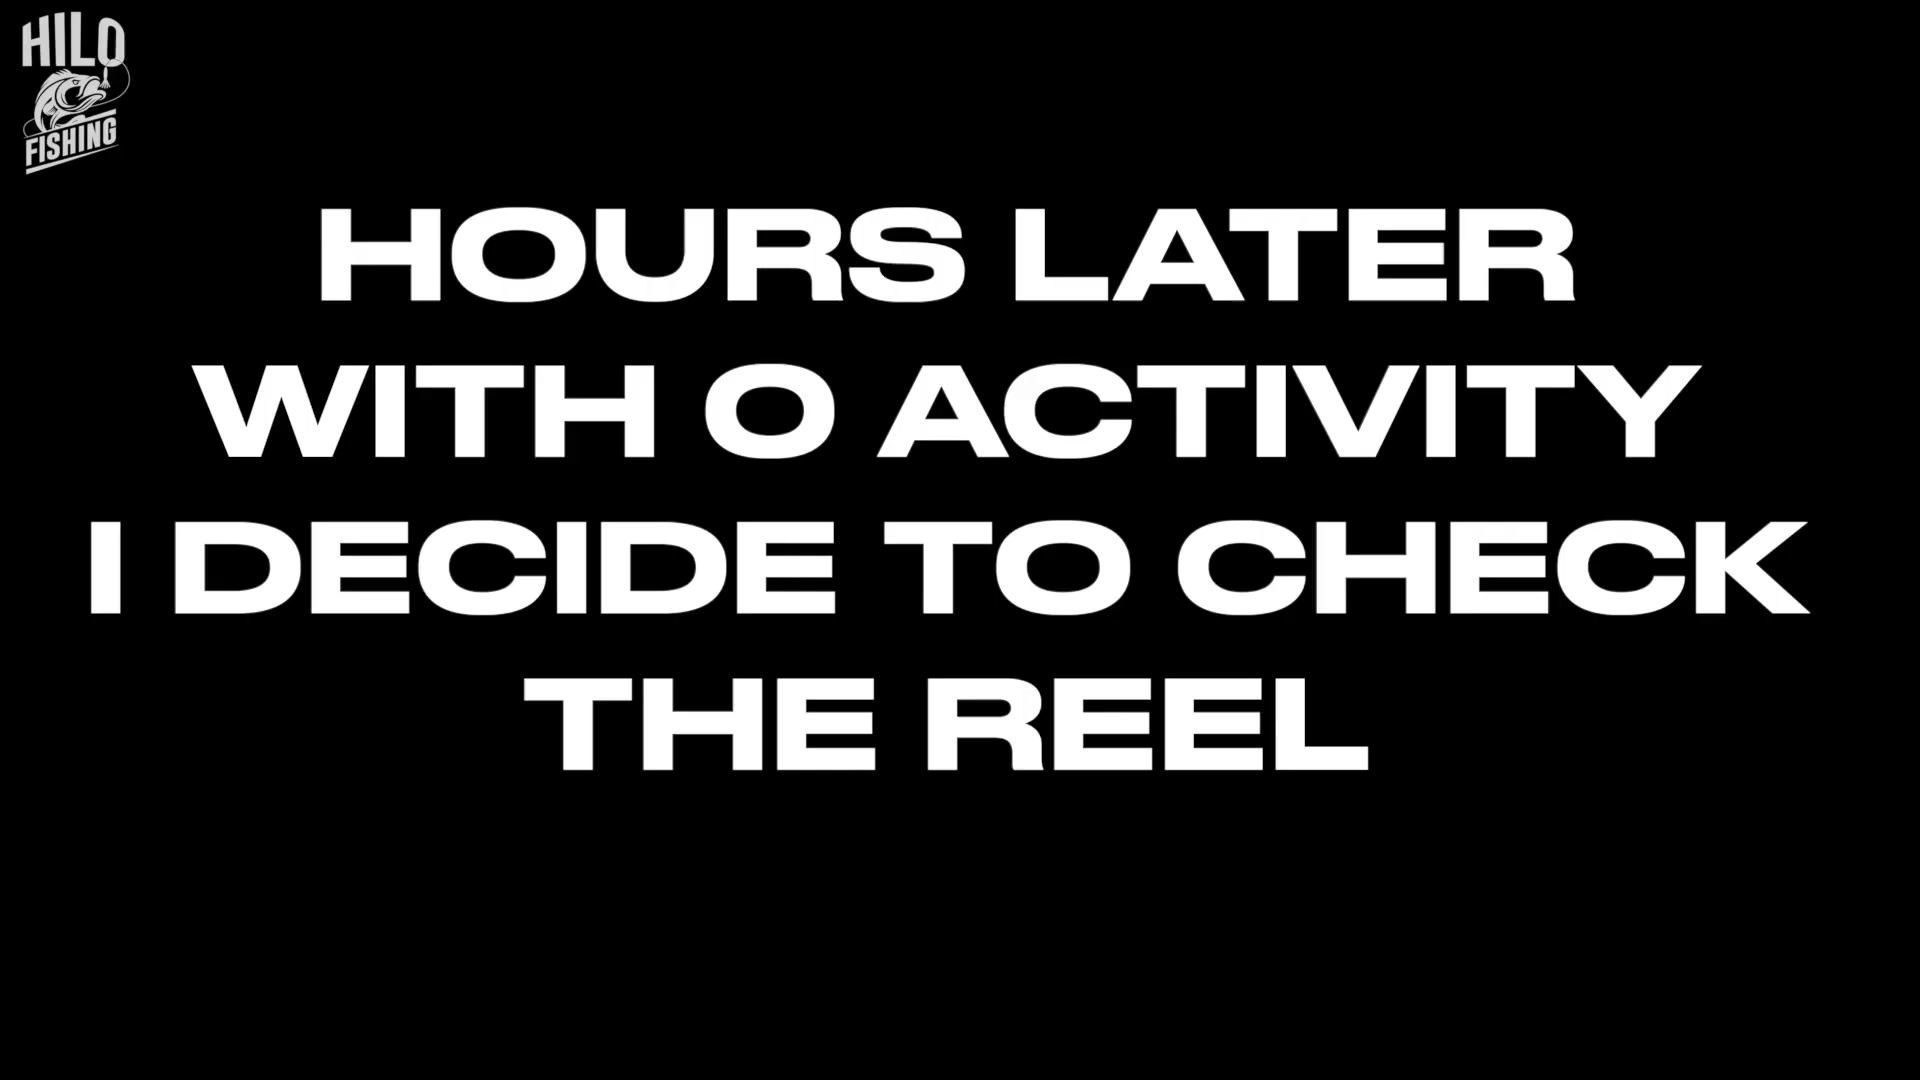 HILO
FISHING
HOURS LATER
WITH 0 ACTIVITY
I DECIDE TO CHECK
THE REEL